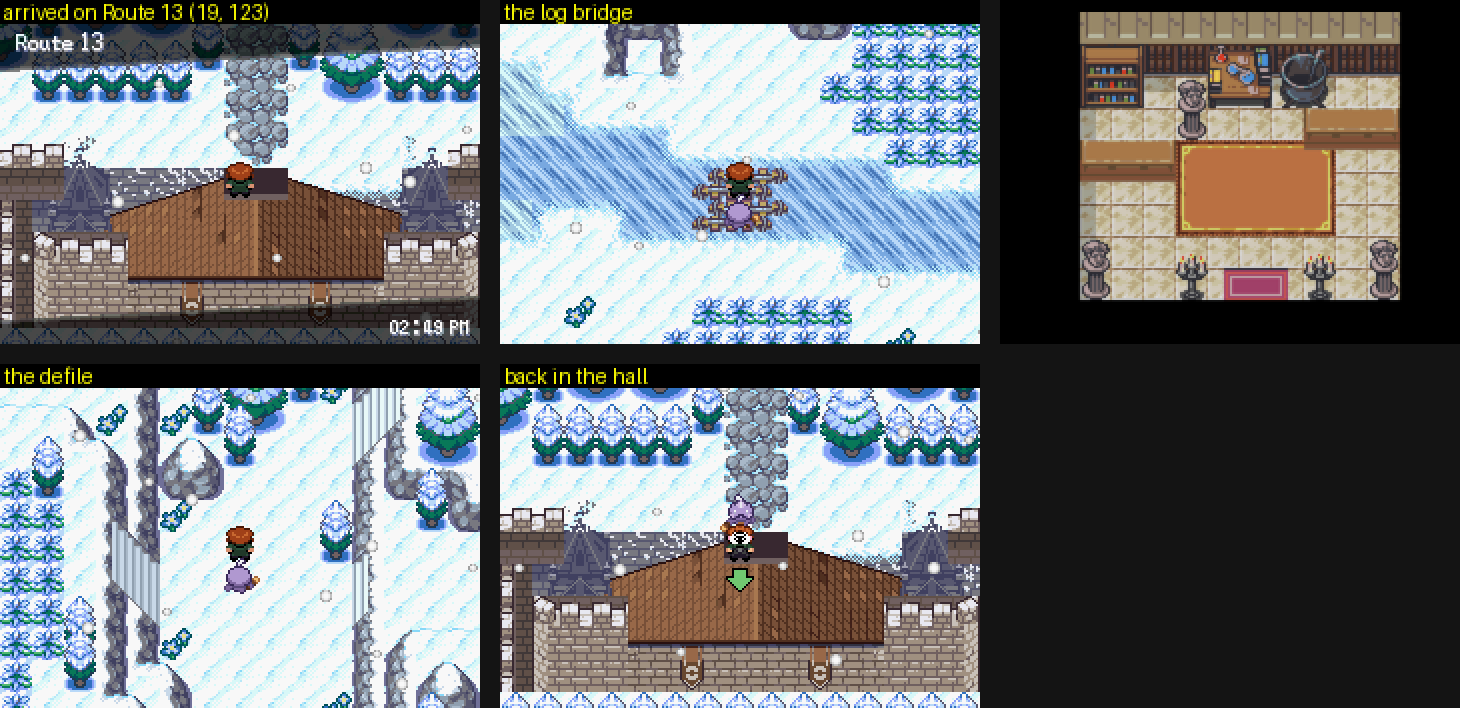 arrived on Route 13 (19, 123)
the log bridge
Route 13
02:49 PM
the defile
back in the hall